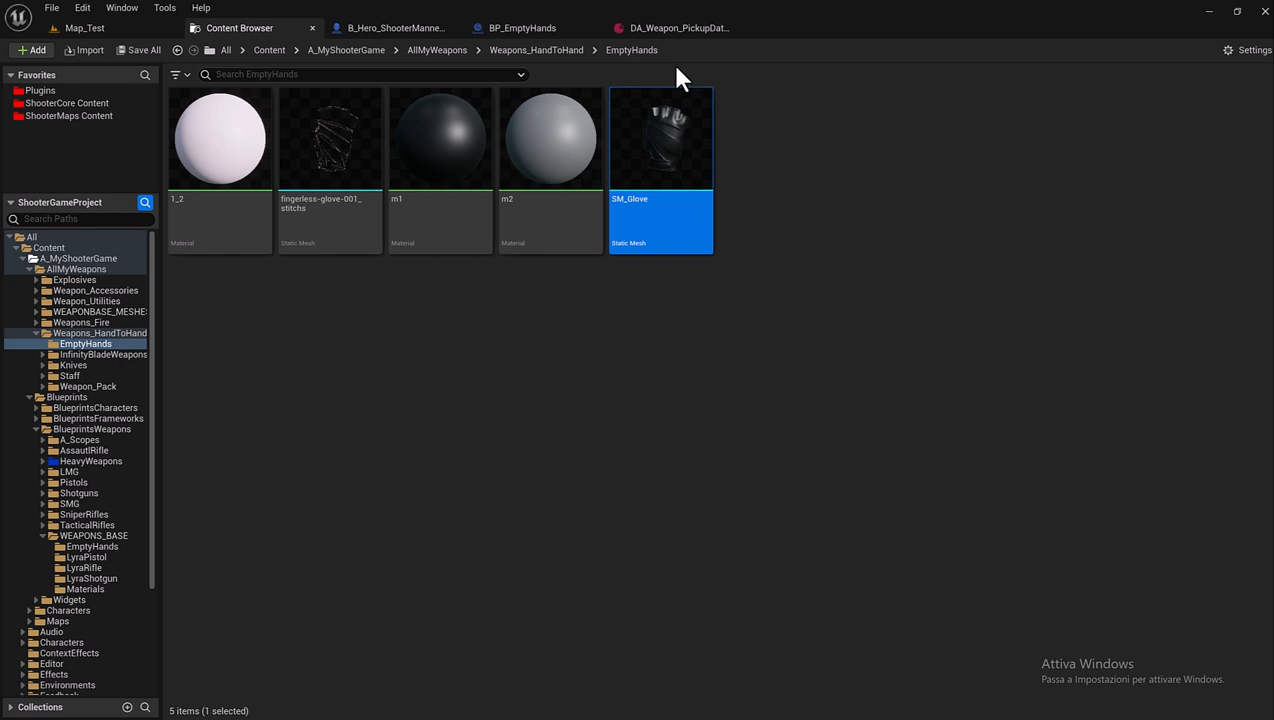 File Edit Window Tools Help
Map_Test Content Browser B_Hero_ShooterManne... BP_EmptyHands DA_Weapon_PickupDat...
Add Import Save All All Content A_MyShooterGame AllMyWeapons Weapons_HandToHand EmptyHands Settings
Favorites
Plugins
ShooterCore Content
ShooterMaps Content
Search EmptyHands
1_2
Material
fingerless-glove-001_
stitchs
Static Mesh
m1
Material
m2
Material
SM_Glove
Static Mesh
ShooterGameProject
Search Paths
All
Content
A_MyShooterGame
AllMyWeapons
Explosives
Weapon_Accessories
Weapon_Utilities
WEAPONBASE_MESHES
Weapons_Fire
Weapons_HandToHand
EmptyHands
InfinityBladeWeapons
Knives
Staff
Weapon_Pack
Blueprints
BlueprintsCharacters
BlueprintsFrameworks
BlueprintsWeapons
A_Scopes
AssautlRifle
HeavyWeapons
LMG
Pistols
Shotguns
SMG
SniperRifles
TacticalRifles
WEAPONS_BASE
EmptyHands
LyraPistol
LyraRifle
LyraShotgun
Materials
Widgets
Characters
Maps
Audio
Characters
ContextEffects
Editor
Effects
Environments
Collections
5 items (1 selected)
Attiva Windows
Passa a Impostazioni per attivare Windows.